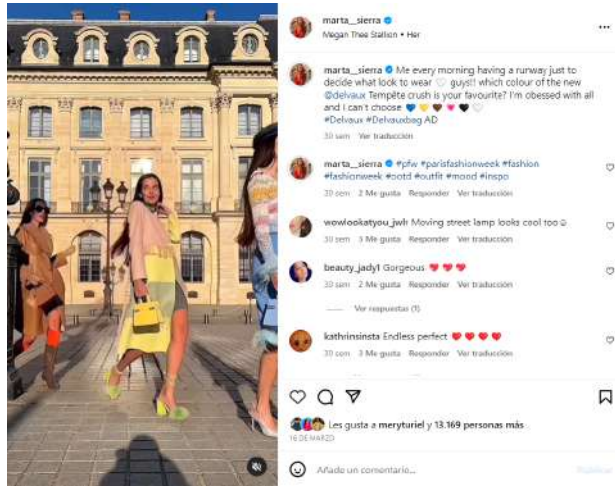 marta__sierra
Megan Thee Stallion • Her
marta__sierra Me every morning having a runway just to
decide what look to wear 🤍 guys!! which colour of the new
@delvaux Tempête crush is your favourite? I'm obsessed with all
and I can't choose 💙 💛 🤎 💗 🖤 🤍
#Delvaux #Delvauxbag AD
30 sem Ver traducción
marta__sierra #pfw #parisfashionweek #fashion
#fashionweek #ootd #outfit #mood #inspo
30 sem 2 Me gusta Responder Ver traducción
wowlookatyou_jwlr Moving street lamp looks cool too☺
30 sem 3 Me gusta Responder Ver traducción
beauty_jady1 Gorgeous ❤️ ❤️ ❤️
30 sem 2 Me gusta Responder Ver traducción
Ver respuestas (1)
kathrinsinsta Endless perfect ❤️ ❤️ ❤️ ❤️
30 sem 3 Me gusta Responder Ver traducción
Les gusta a meryturiel y 13.169 personas más
16 DE MARZO
Añade un comentario...
Publicar